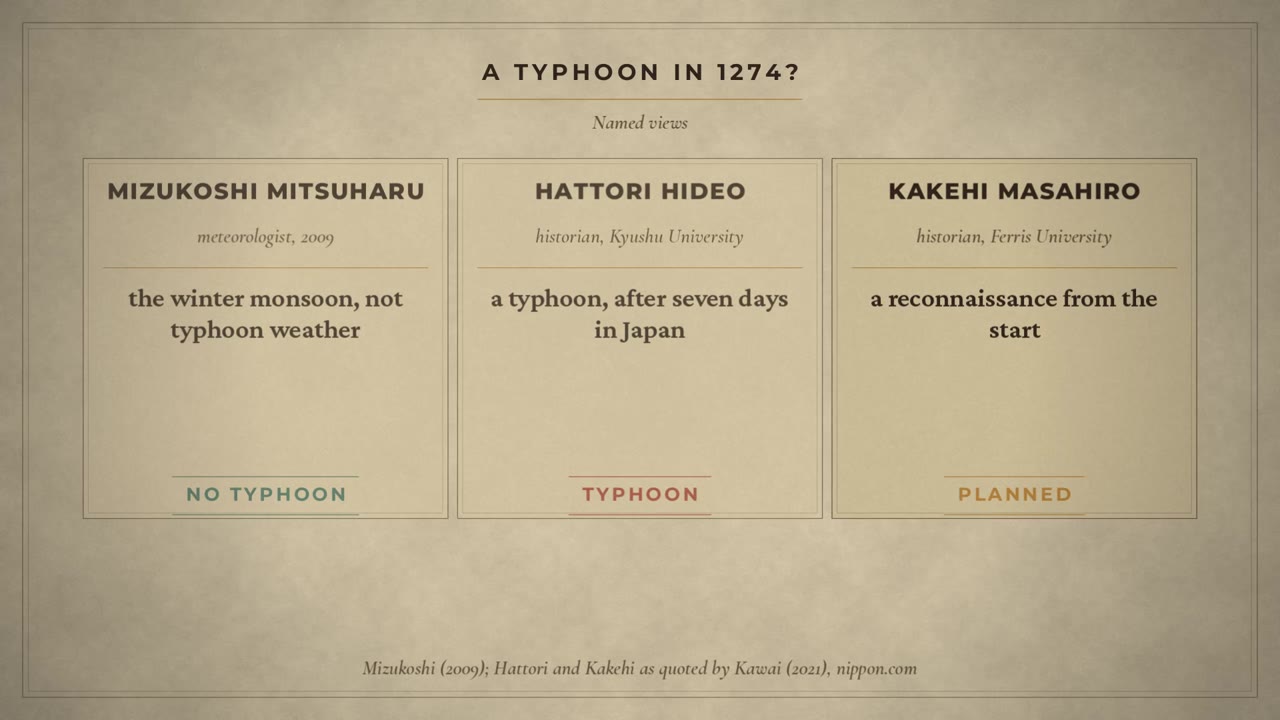 A TYPHOON IN 1274?
Named views
MIZUKOSHI MITSUHARU
meteorologist, 2009
the winter monsoon, not
typhoon weather
NO TYPHOON
HATTORI HIDEO
historian, Kyushu University
a typhoon, after seven days
in Japan
TYPHOON
KAKEHI MASAHIRO
historian, Ferris University
a reconnaissance from the
start
PLANNED
Mizukoshi (2009); Hattori and Kakehi as quoted by Kawai (2021), nippon.com